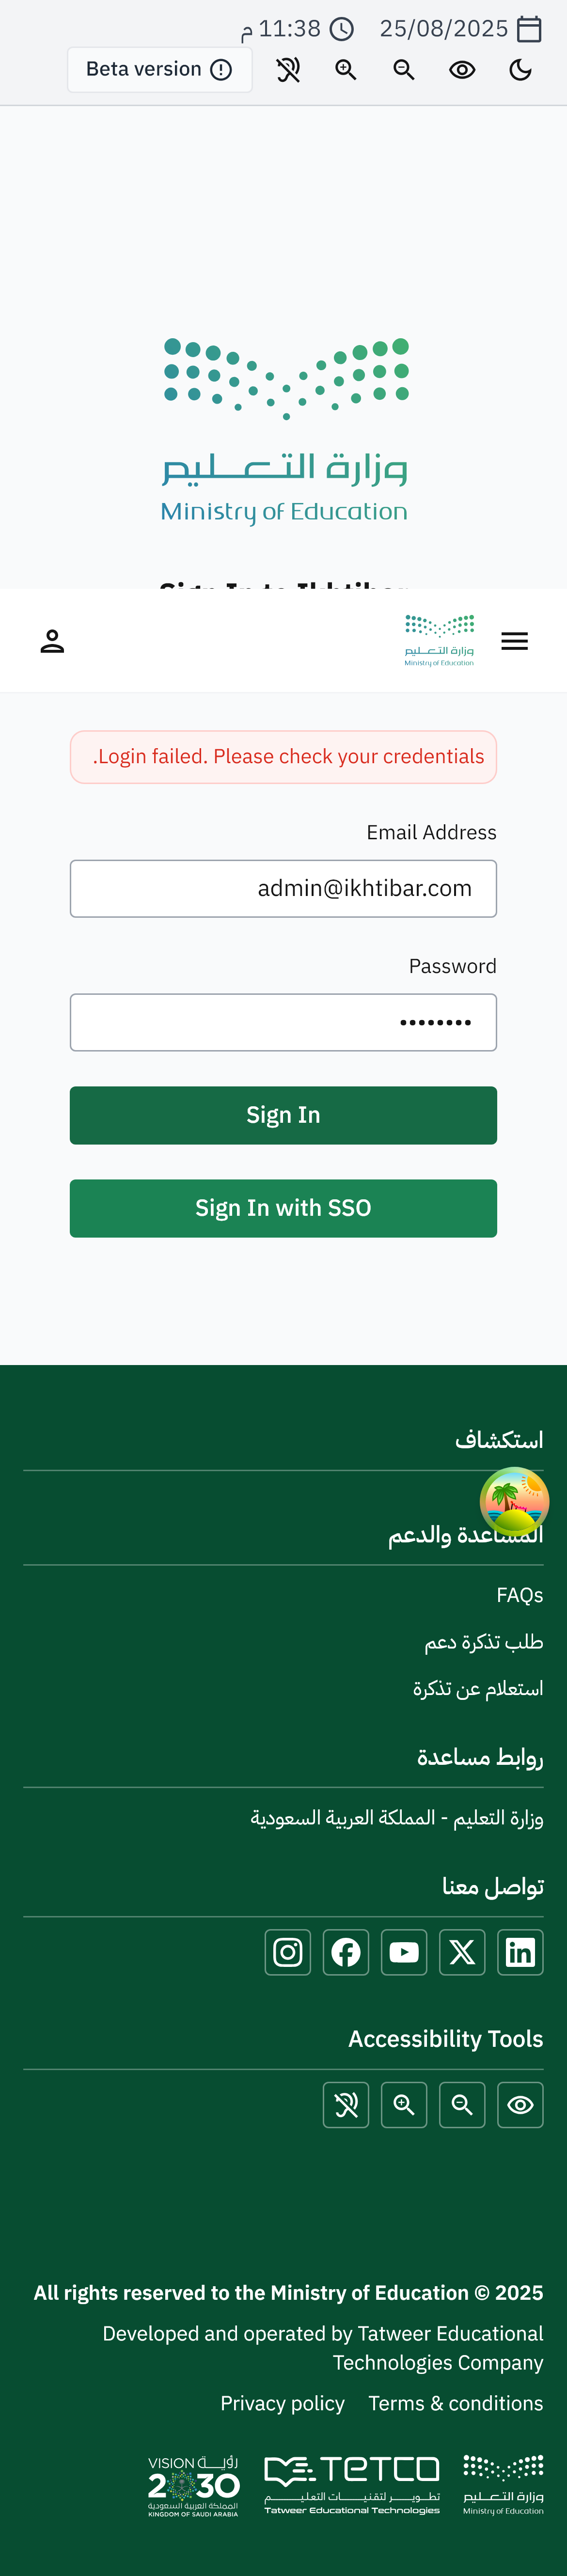 25/08/2025 11:38 م
Beta version
وزارة التعليم
Ministry of Education
Sign In to Ikhtibar
وزارة التعليم
Ministry of Education
.Login failed. Please check your credentials
Email Address
admin@ikhtibar.com
Password
••••••••
Sign In
Sign In with SSO
استكشاف
المساعدة والدعم
FAQs
طلب تذكرة دعم
استعلام عن تذكرة
روابط مساعدة
وزارة التعليم - المملكة العربية السعودية
تواصل معنا
Accessibility Tools
All rights reserved to the Ministry of Education © 2025
Developed and operated by Tatweer Educational
Technologies Company
Privacy policy Terms & conditions
VISION رؤية
2030
المملكة العربية السعودية
KINGDOM OF SAUDI ARABIA
TETCO
تطوير لتقنيات التعليم
Tatweer Educational Technologies
وزارة التعليم
Ministry of Education